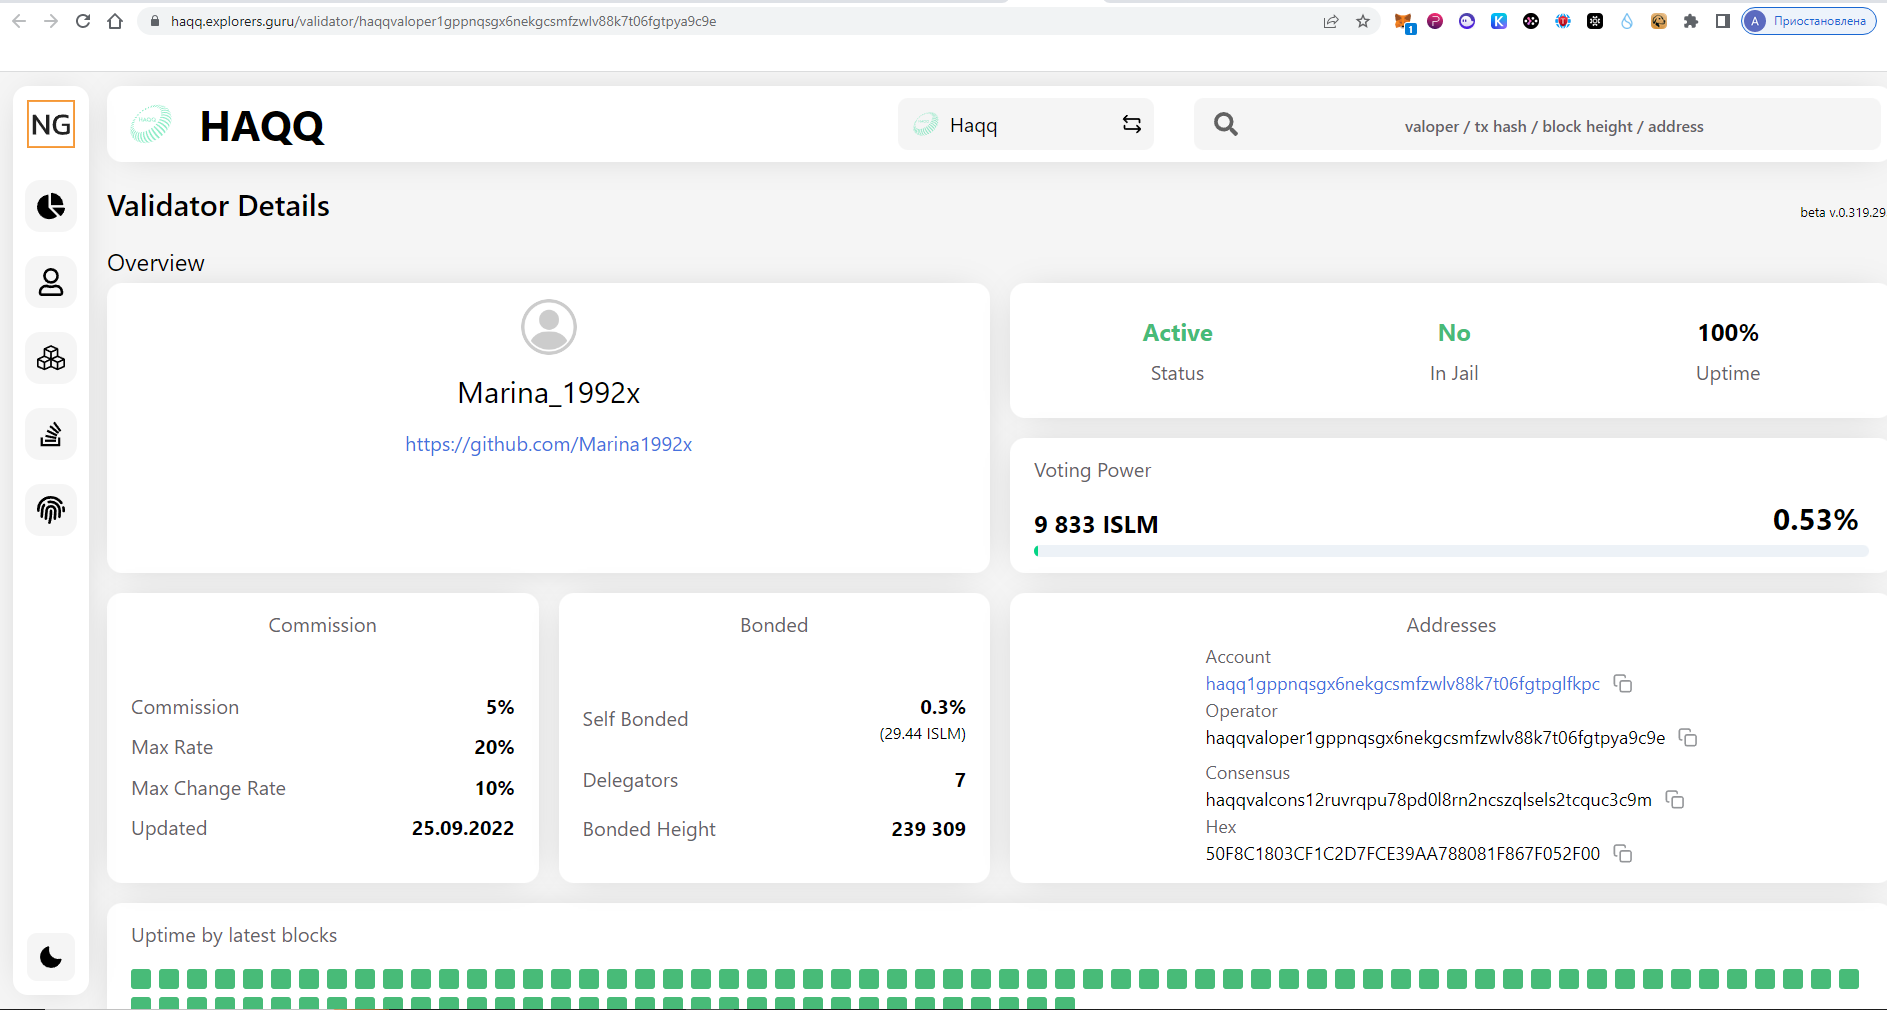 haqq.explorers.guru/validator/haqqvaloper1gppnqsgx6nekgcsmfzwlv88k7t06fgtpya9c9e
1
A Приостановлена
NG
HAQQ
HAQQ
Haqq
valoper / tx hash / block height / address
Validator Details
beta v.0.319.29
Overview
Marina_1992x
https://github.com/Marina1992x
Active
No
100%
Status
In Jail
Uptime
Voting Power
9 833 ISLM
0.53%
Commission
Commission 5%
Max Rate 20%
Max Change Rate 10%
Updated 25.09.2022
Bonded
Self Bonded 0.3%
(29.44 ISLM)
Delegators 7
Bonded Height 239 309
Addresses
Account
haqq1gppnqsgx6nekgcsmfzwlv88k7t06fgtpglfkpc
Operator
haqqvaloper1gppnqsgx6nekgcsmfzwlv88k7t06fgtpya9c9e
Consensus
haqqvalcons12ruvrqpu78pd0l8rn2ncszqlsels2tcquc3c9m
Hex
50F8C1803CF1C2D7FCE39AA788081F867F052F00
Uptime by latest blocks